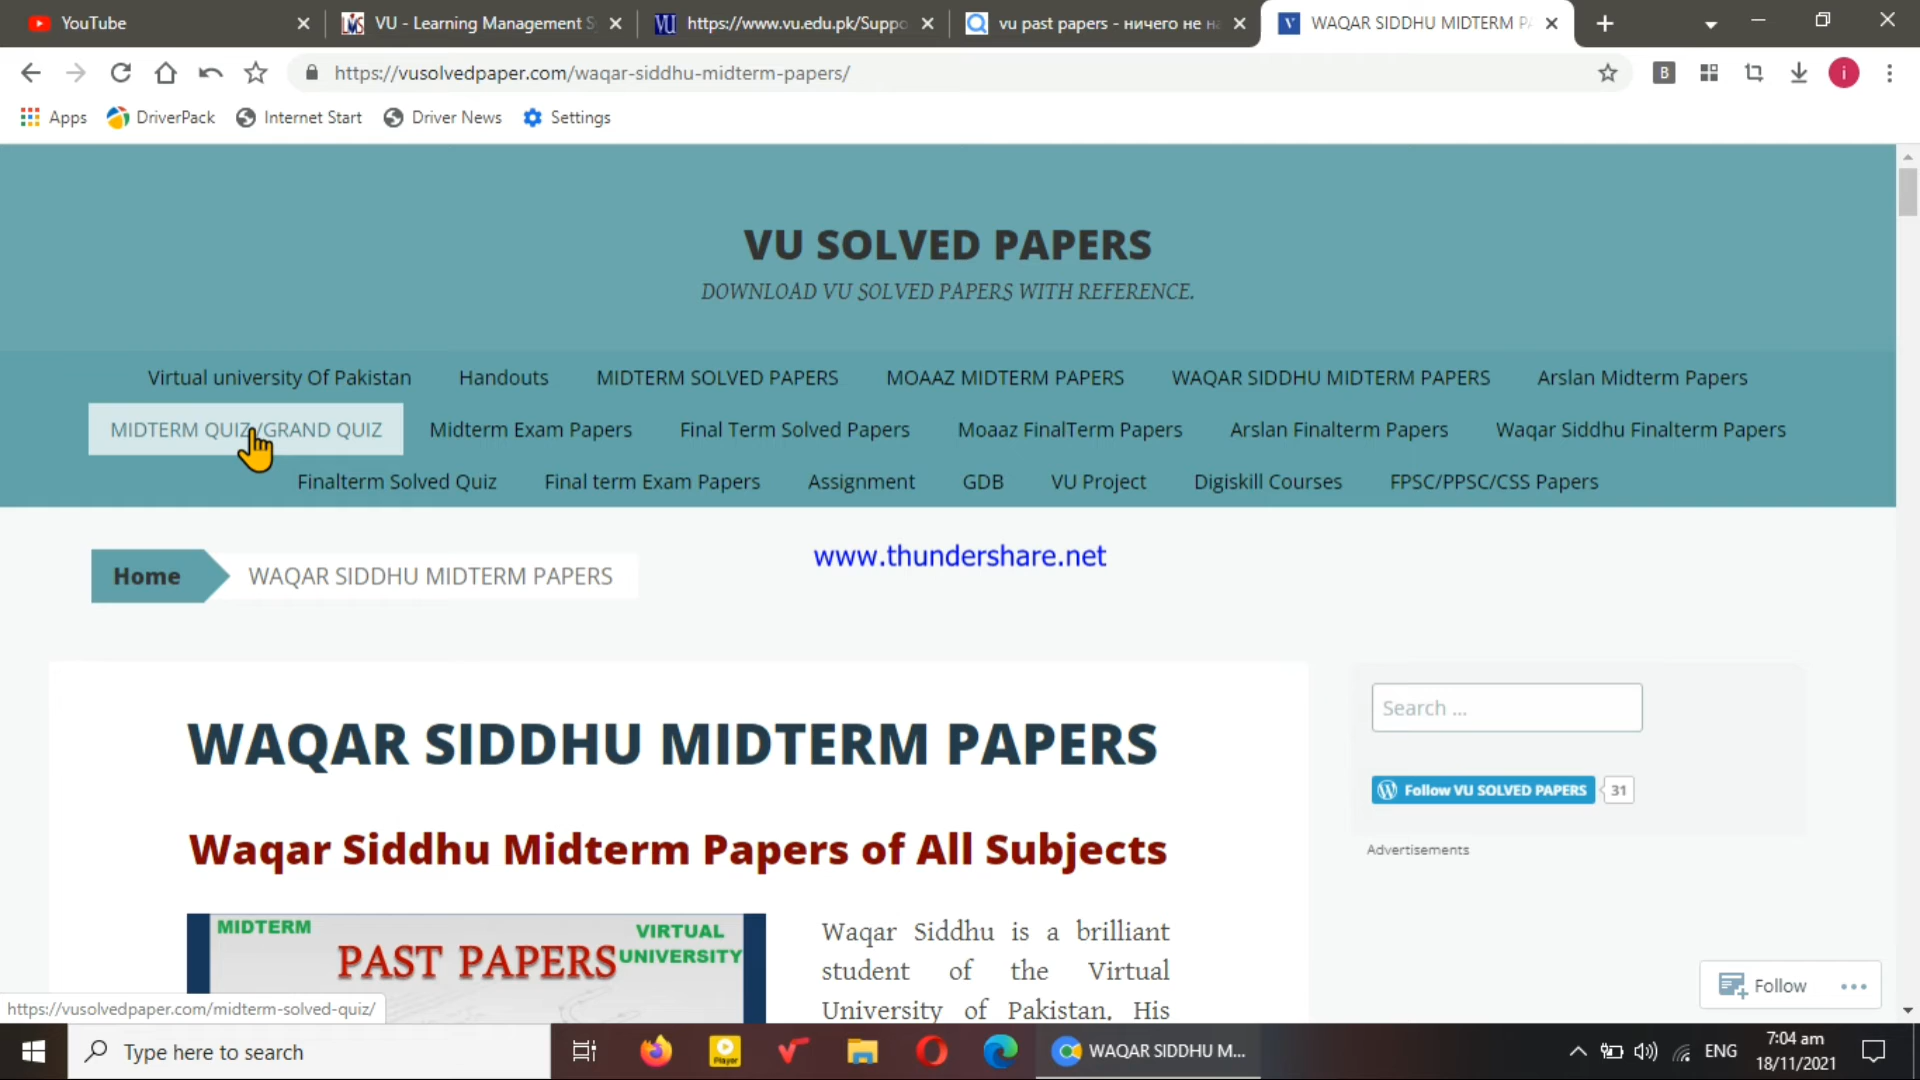 YouTube
VU - Learning Management S
https://www.vu.edu.pk/Suppo
vu past papers - ничего не на
WAQAR SIDDHU MIDTERM PA
https://vusolvedpaper.com/waqar-siddhu-midterm-papers/
Apps
DriverPack
Internet Start
Driver News
Settings
VU SOLVED PAPERS
DOWNLOAD VU SOLVED PAPERS WITH REFERENCE.
Virtual university Of Pakistan
Handouts
MIDTERM SOLVED PAPERS
MOAAZ MIDTERM PAPERS
WAQAR SIDDHU MIDTERM PAPERS
Arslan Midterm Papers
MIDTERM QUIZ/GRAND QUIZ
Midterm Exam Papers
Final Term Solved Papers
Moaaz FinalTerm Papers
Arslan Finalterm Papers
Waqar Siddhu Finalterm Papers
Finalterm Solved Quiz
Final term Exam Papers
Assignment
GDB
VU Project
Digiskill Courses
FPSC/PPSC/CSS Papers
www.thundershare.net
Home
WAQAR SIDDHU MIDTERM PAPERS
WAQAR SIDDHU MIDTERM PAPERS
Search ...
Follow VU SOLVED PAPERS
31
Advertisements
Waqar Siddhu Midterm Papers of All Subjects
MIDTERM
PAST PAPERS
VIRTUAL
UNIVERSITY
Waqar Siddhu is a brilliant
student of the Virtual
University of Pakistan. His
Follow
https://vusolvedpaper.com/midterm-solved-quiz/
Type here to search
Player
WAQAR SIDDHU M...
ENG
7:04 am
18/11/2021